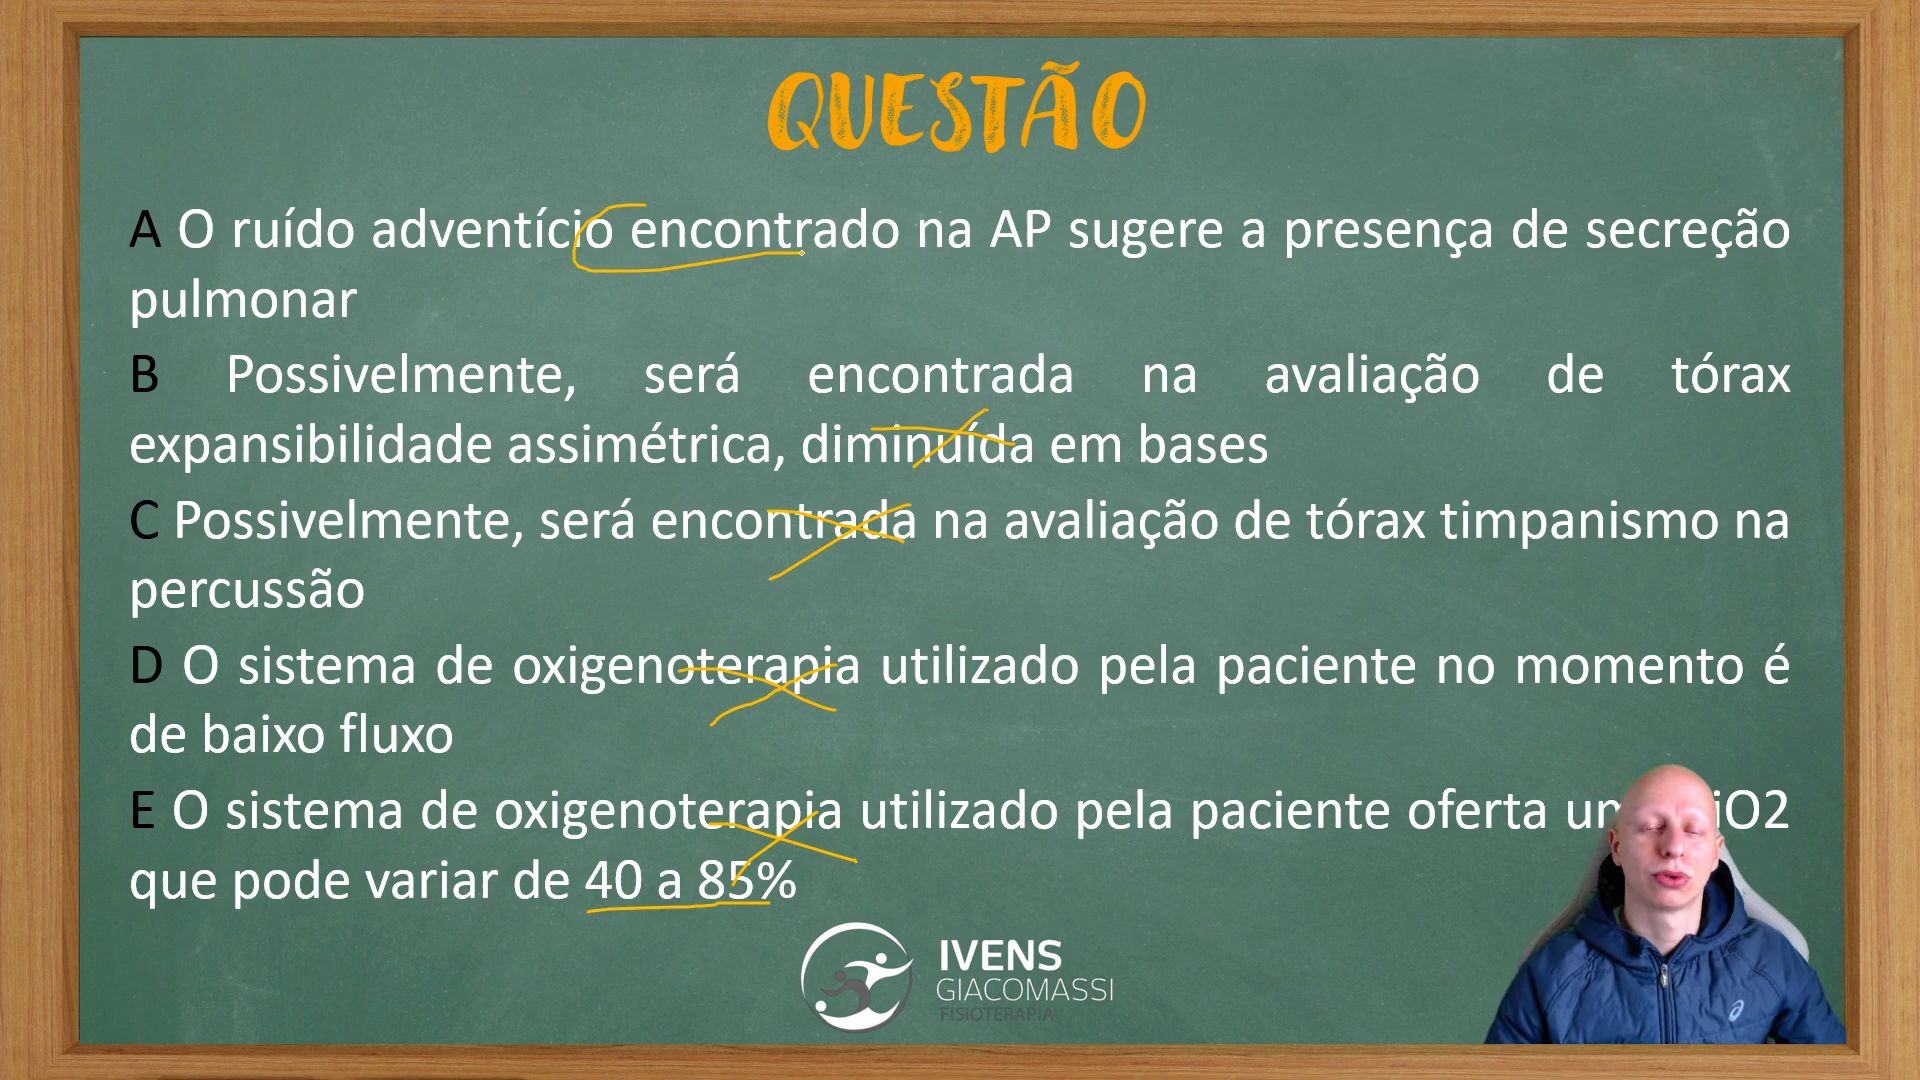 QUESTÃO
A O ruído adventício encontrado na AP sugere a presença de secreção
pulmonar
B Possivelmente, será encontrada na avaliação de tórax
expansibilidade assimétrica, diminuída em bases
C Possivelmente, será encontrada na avaliação de tórax timpanismo na
percussão
D O sistema de oxigenoterapia utilizado pela paciente no momento é
de baixo fluxo
E O sistema de oxigenoterapia utilizado pela paciente oferta iO2
que pode variar de 40 a 85%
IVENS
GIACOMASSI
FISIOTERAPIA